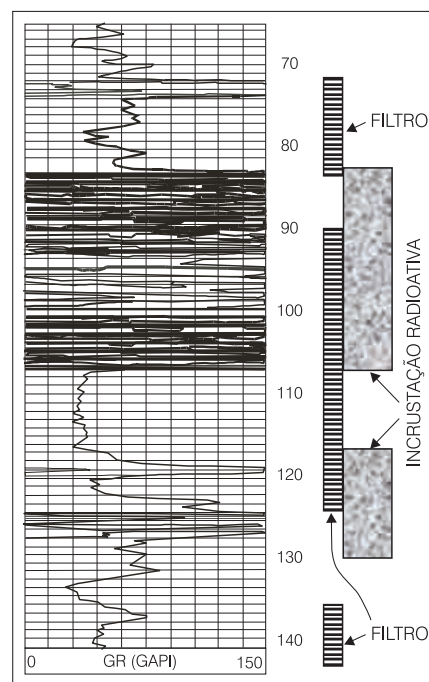 70
FILTRO
80
90
100
INCRUSTAÇÃO RADIOATIVA
110
120
130
FILTRO
140
0 GR (GAPI) 150